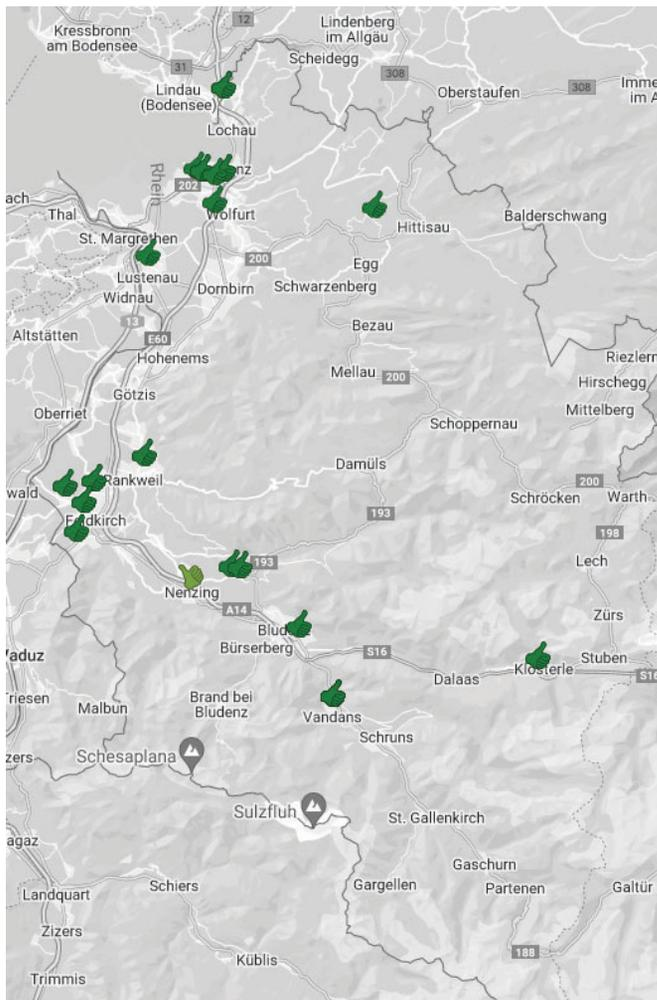 Kressbronn
am Bodensee
12
Lindenberg
im Allgäu
31
Scheidegg
308
Lindau
(Bodensee)
Oberstaufen
308
Imme
im A
Lochau
nz
Rhein
202
ach
Thal
Wolfurt
Hittisau
Balderschwang
St. Margrethen
200
Egg
Lustenau
Widnau
Dornbirn
Schwarzenberg
13
Altstätten
E60
Bezau
Hohenems
Riezlern
Mellau
200
Hirschegg
Götzis
Mittelberg
Oberriet
Schoppernau
Damüls
Rankweil
wald
200
Schröcken
Warth
193
Feldkirch
198
193
Lech
Nenzing
A14
Zürs
Bludenz
Bürserberg
S16
Vaduz
Klösterle
Stuben
S16
Dalaas
Triesen
Malbun
Brand bei
Bludenz
Vandans
Schruns
Schesaplana
zers
Sulzfluh
St. Gallenkirch
agaz
Gaschurn
Landquart
Schiers
Gargellen
Partenen
Galtür
Zizers
188
Küblis
Trimmis